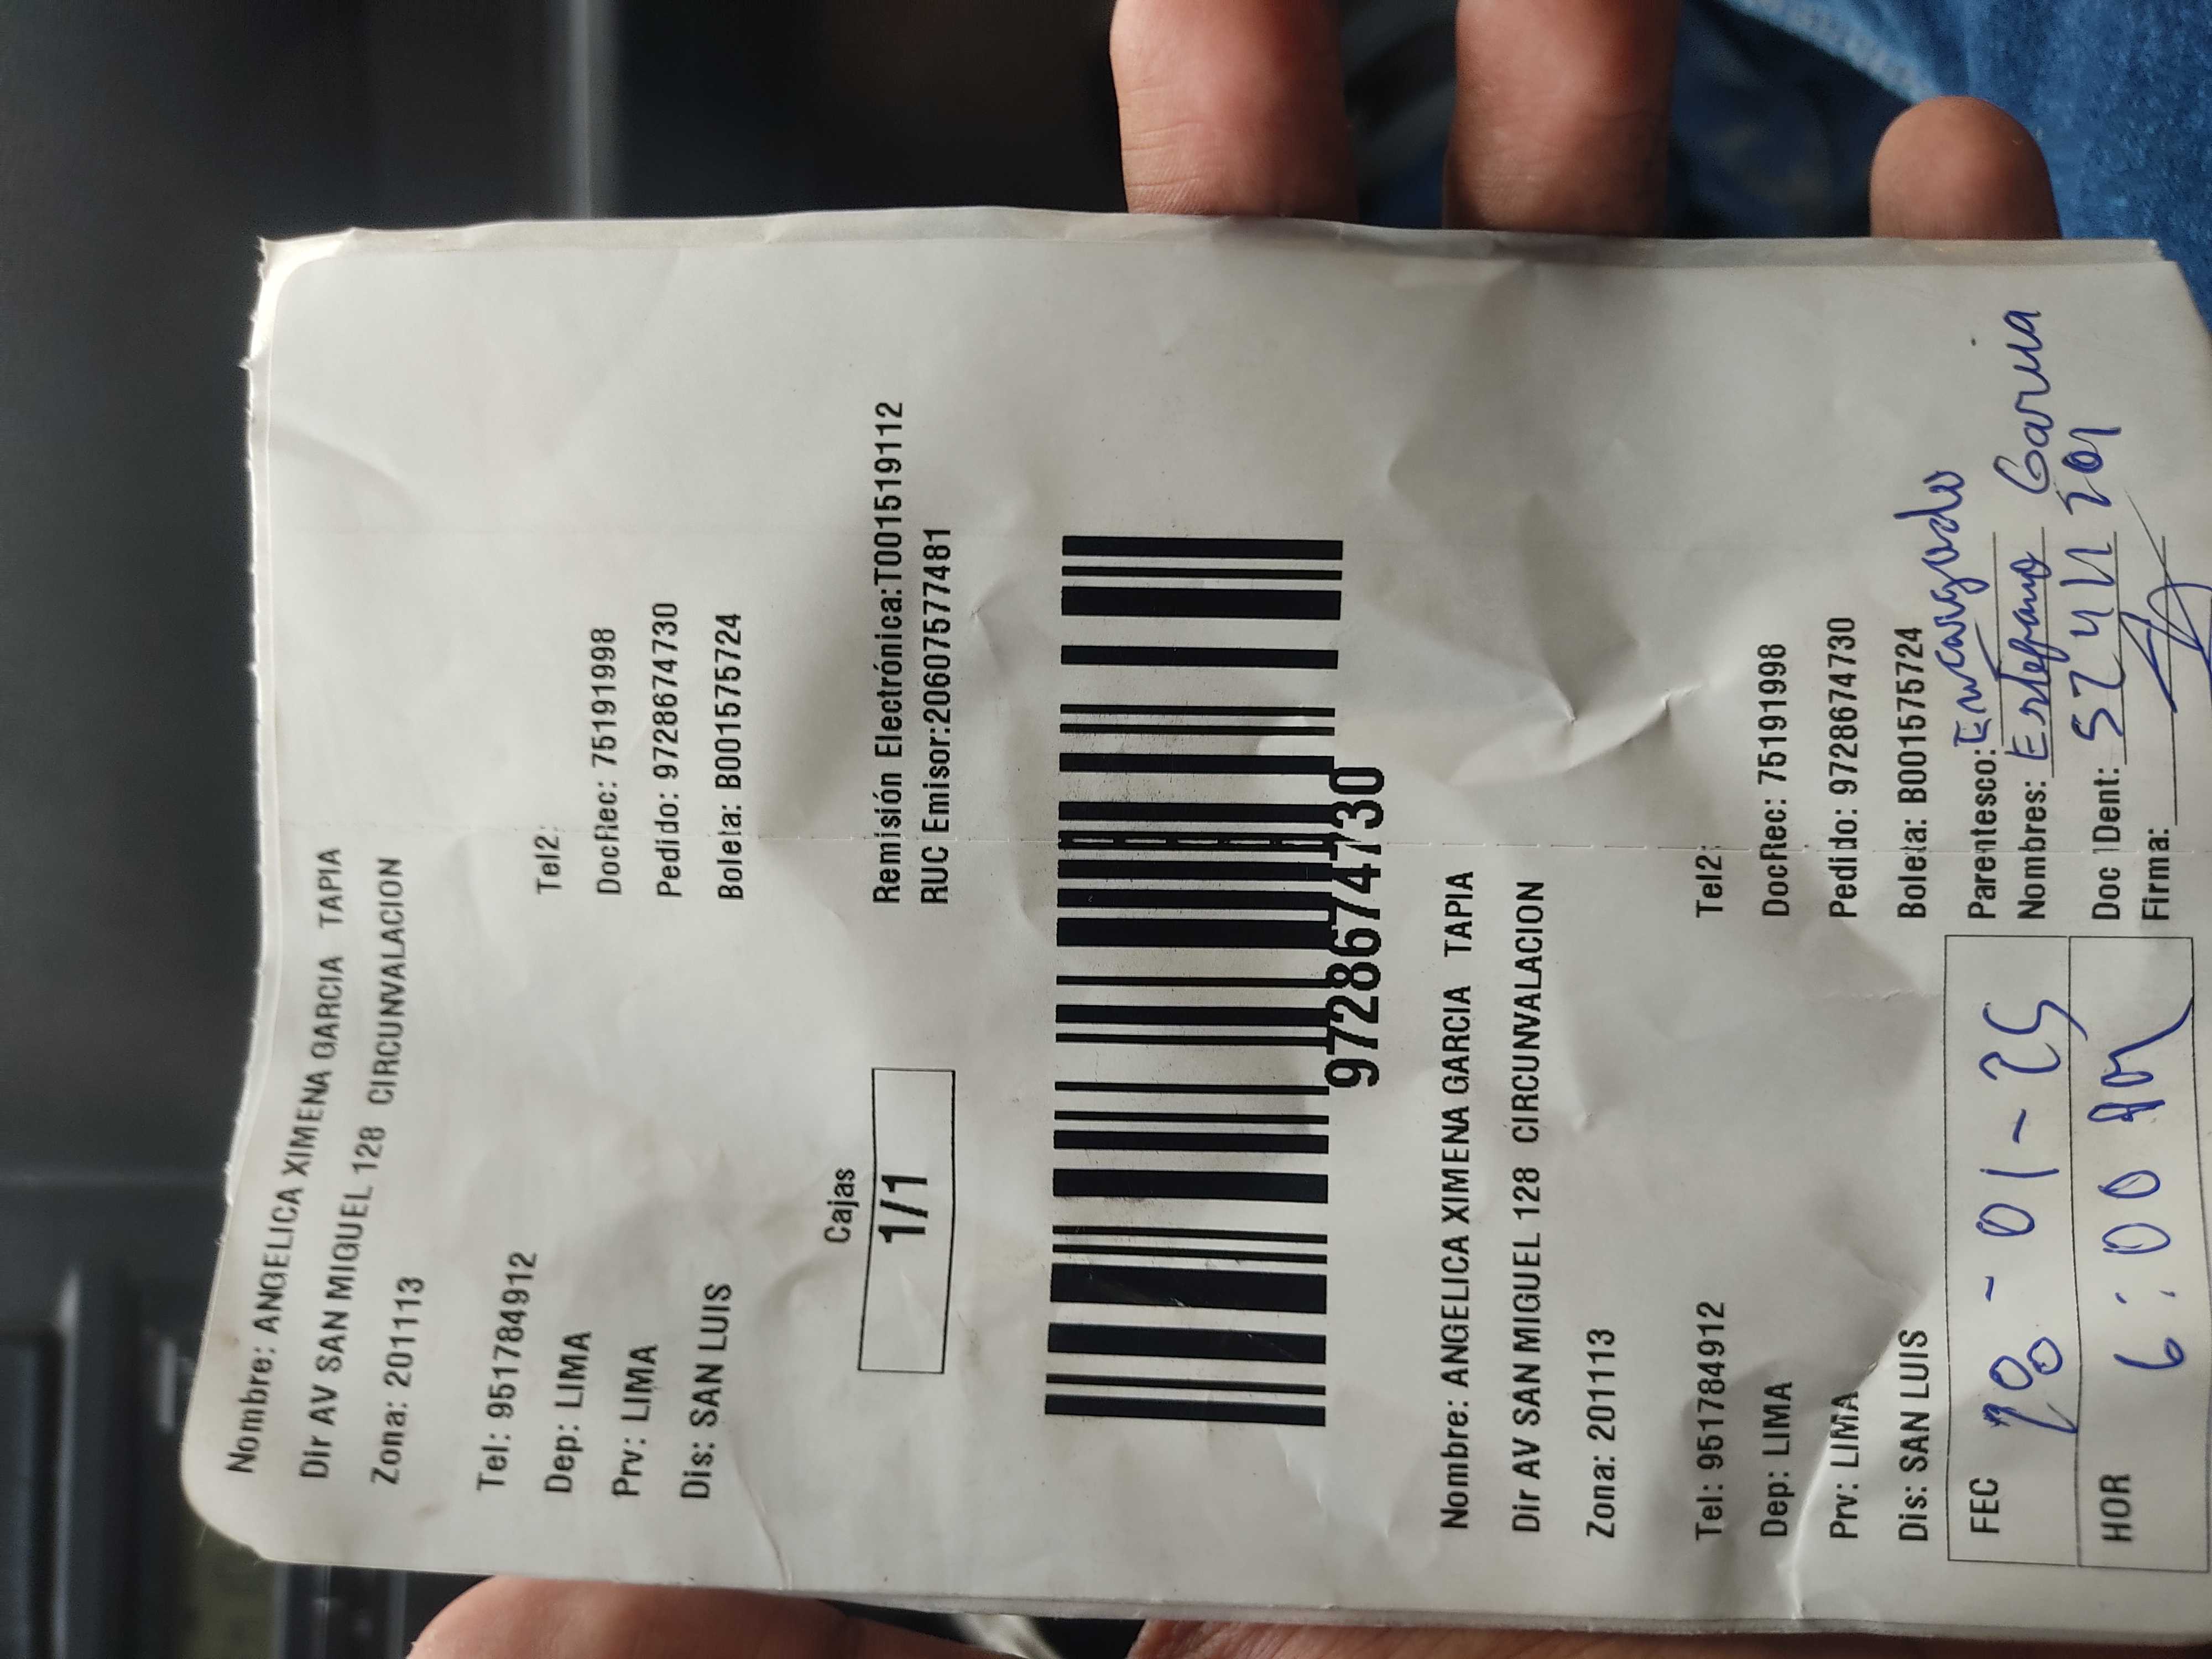 Nombre: ANGELICA XIMENA GARCIA TAPIA
Dir AV SAN MIGUEL 128 CIRCUNVALACION
Zona: 201113
Tel: 951784912 Tel2:
Dep: LIMA DocRec: 75191998
Prv: LIMA Pedido: 9728674730
Dis: SAN LUIS Boleta: B001575724
Cajas
1/1
Remisión Electrónica:T001519112
RUC Emisor:20607577481
9728674730
Nombre: ANGELICA XIMENA GARCIA TAPIA
Dir AV SAN MIGUEL 128 CIRCUNVALACION
Zona: 201113
Tel: 951784912 Tel2:
Dep: LIMA DocRec: 75191998
Prv: LIMA Pedido: 9728674730
Dis: SAN LUIS Boleta: B001575724
FEC 28-01-25 Parentesco: Encargado
Nombres: Estefano Garcia
HOR 6:00 Doc IDent:
Firma: